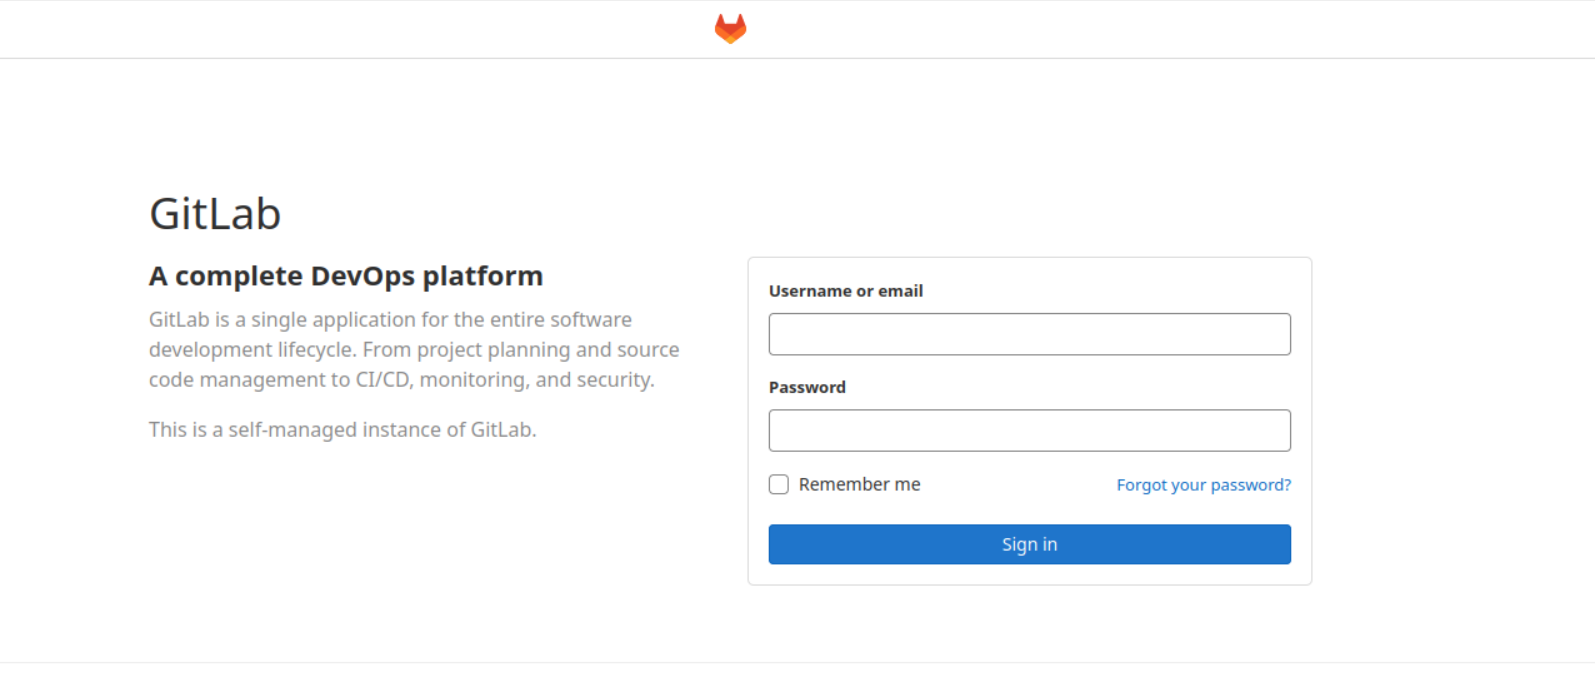 GitLab
A complete DevOps platform
GitLab is a single application for the entire software
development lifecycle. From project planning and source
code management to CI/CD, monitoring, and security.
This is a self-managed instance of GitLab.
Username or email
Password
Remember me
Forgot your password?
Sign in